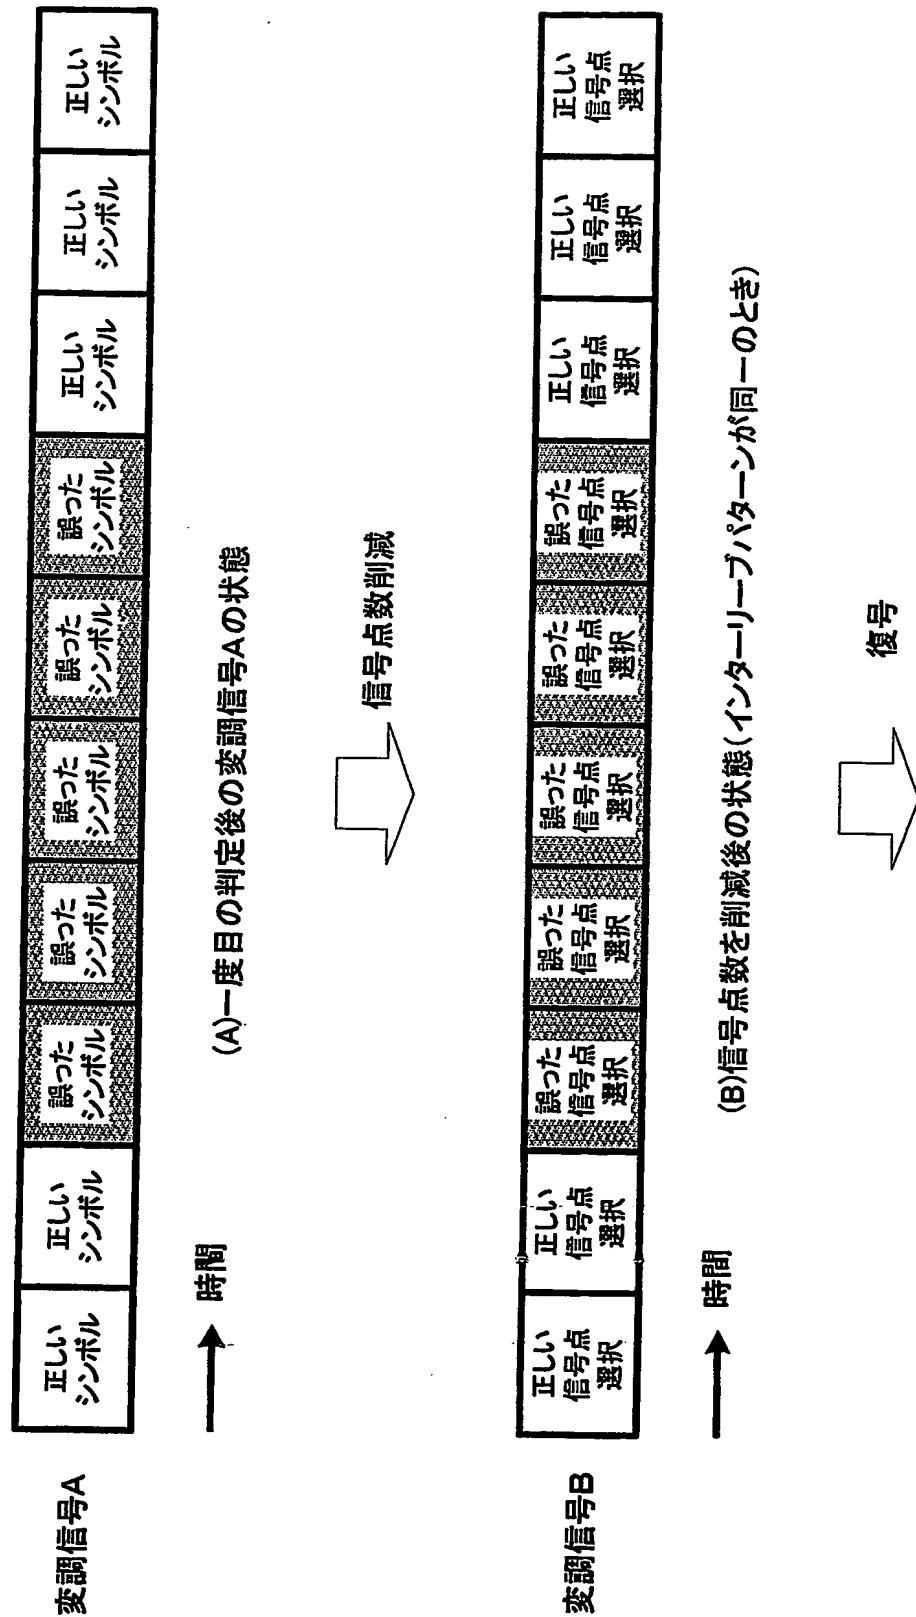 変調信号A
正しい
シンボル
正しい
シンボル
誤った
シンボル
誤った
シンボル
誤った
シンボル
誤った
シンボル
誤った
シンボル
正しい
シンボル
正しい
シンボル
正しい
シンボル
時間
(A)一度目の判定後の変調信号Aの状態
信号点数削減
変調信号B
正しい
信号点
選択
正しい
信号点
選択
誤った
信号点
選択
誤った
信号点
選択
誤った
信号点
選択
誤った
信号点
選択
誤った
信号点
選択
正しい
信号点
選択
正しい
信号点
選択
正しい
信号点
選択
時間
(B)信号点数を削減後の状態(インターリーブパターンが同一のとき)
復号